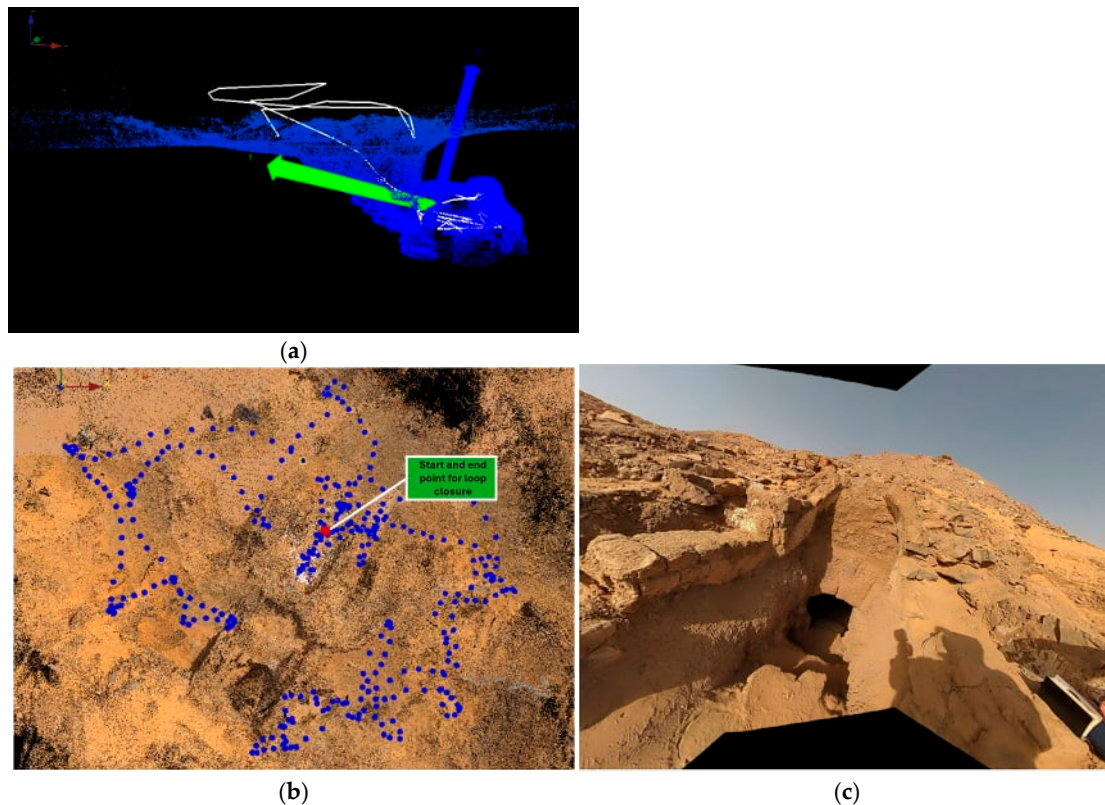 (a)
Start and end
point for loop
closure
(b)
(c)